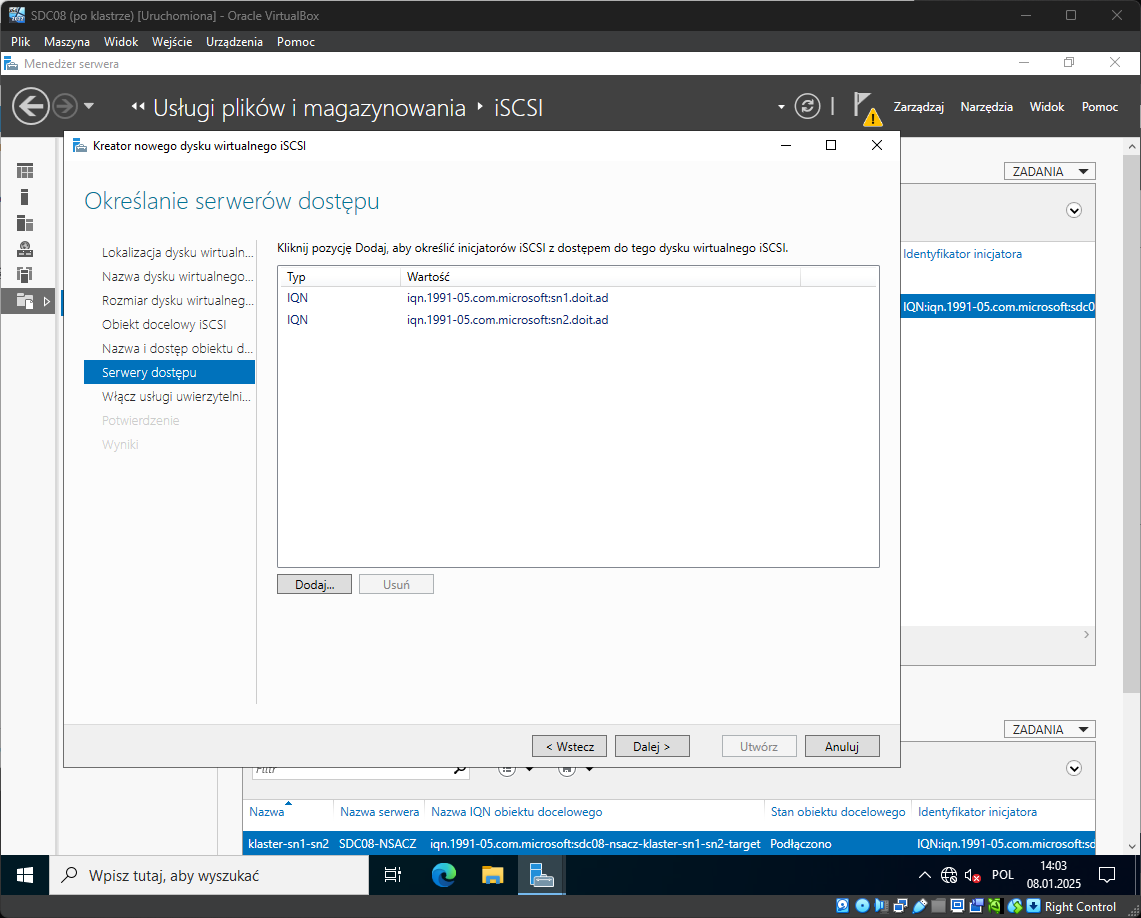 SDC08 (po klastrze) [Uruchomiona] - Oracle VirtualBox
Plik Maszyna Widok Wejście Urządzenia Pomoc
Menedżer serwera
Usługi plików i magazynowania iSCSI
Zarządzaj Narzędzia Widok Pomoc
Kreator nowego dysku wirtualnego iSCSI
ZADANIA
Określanie serwerów dostępu
Lokalizacja dysku wirtualn...
Nazwa dysku wirtualnego...
Rozmiar dysku wirtualneg...
Obiekt docelowy iSCSI
Nazwa i dostęp obiektu d...
Serwery dostępu
Włącz usługi uwierzytelni...
Potwierdzenie
Wyniki
Kliknij pozycję Dodaj, aby określić inicjatorów iSCSI z dostępem do tego dysku wirtualnego iSCSI.
Typ Wartość
IQN iqn.1991-05.com.microsoft:sn1.doit.ad
IQN iqn.1991-05.com.microsoft:sn2.doit.ad
Dodaj... Usuń
< Wstecz Dalej > Utwórz Anuluj
Identyfikator inicjatora
IQN:iqn.1991-05.com.microsoft:sdc0
ZADANIA
Filtr
Nazwa Nazwa serwera Nazwa IQN obiektu docelowego Stan obiektu docelowego Identyfikator inicjatora
klaster-sn1-sn2 SDC08-NSACZ iqn.1991-05.com.microsoft:sdc08-nsacz-klaster-sn1-sn2-target Podłączono IQN:iqn.1991-05.com.microsoft:sd
Wpisz tutaj, aby wyszukać
POL
14:03
08.01.2025
Right Control